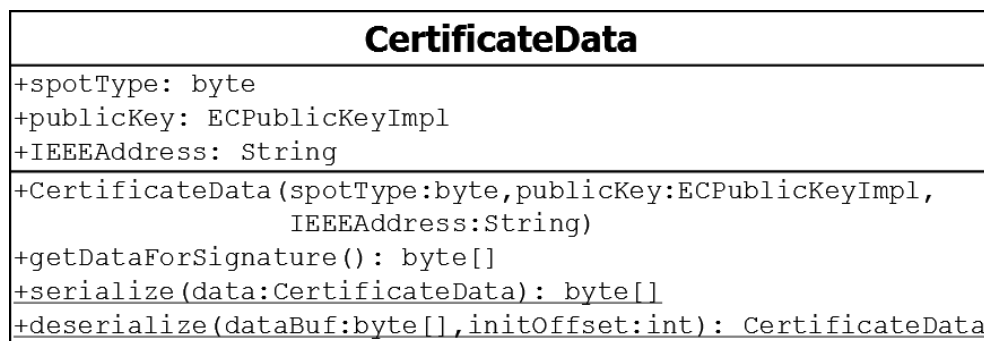 CertificateData
+spotType: byte
+publicKey: ECPublicKeyImpl
+IEEEAddress: String
+CertificateData(spotType:byte,publicKey:ECPublicKeyImpl,
IEEEAddress:String)
+getDataForSignature(): byte[]
+serialize(data:CertificateData): byte[]
+deserialize(dataBuf:byte[],initOffset:int): CertificateData